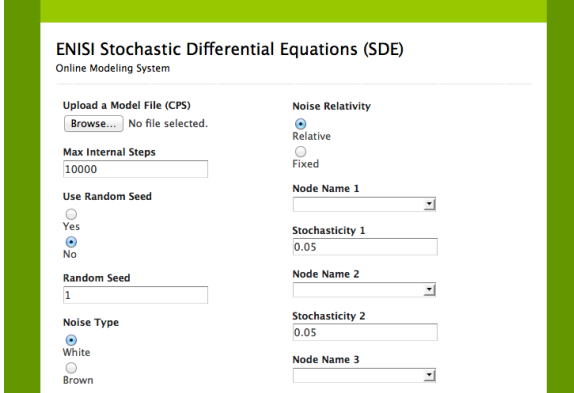 ENISI Stochastic Differential Equations (SDE)
Online Modeling System
Upload a Model File (CPS)
Browse... No file selected.
Max Internal Steps
10000
Use Random Seed
Yes
No
Random Seed
1
Noise Type
White
Brown
Noise Relativity
Relative
Fixed
Node Name 1
Stochasticity 1
0.05
Node Name 2
Stochasticity 2
0.05
Node Name 3